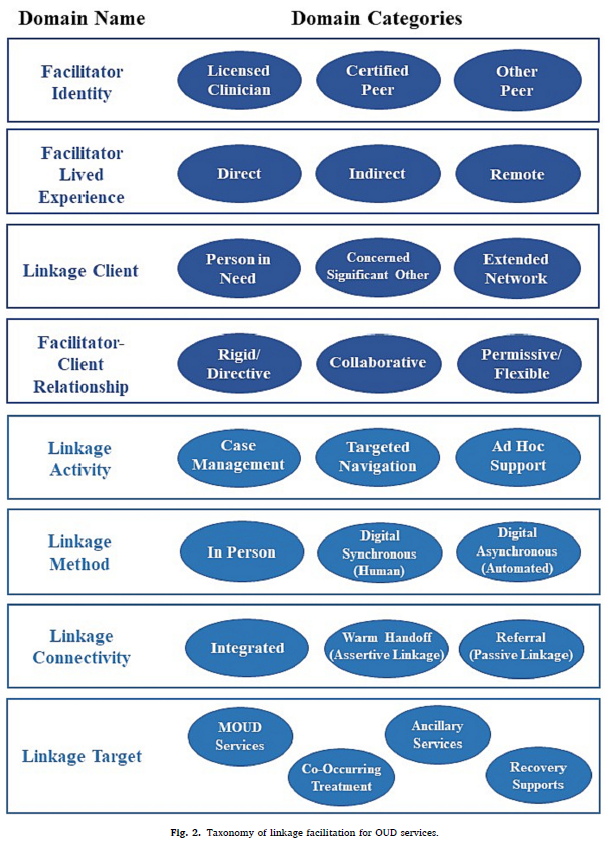 Domain Name
Domain Categories
Facilitator
Identity
Licensed
Clinician
Certified
Peer
Other
Peer
Facilitator
Lived
Experience
Direct
Indirect
Remote
Linkage Client
Person in
Need
Concerned
Significant Other
Extended
Network
Facilitator-
Client
Relationship
Rigid/
Directive
Collaborative
Permissive/
Flexible
Linkage
Activity
Case
Management
Targeted
Navigation
Ad Hoc
Support
Linkage
Method
In Person
Digital
Synchronous
(Human)
Digital
Asynchronous
(Automated)
Linkage
Connectivity
Integrated
Warm Handoff
(Assertive Linkage)
Referral
(Passive Linkage)
Linkage Target
MOUD
Services
Co-Occurring
Treatment
Ancillary
Services
Recovery
Supports
Fig. 2. Taxonomy of linkage facilitation for OUD services.